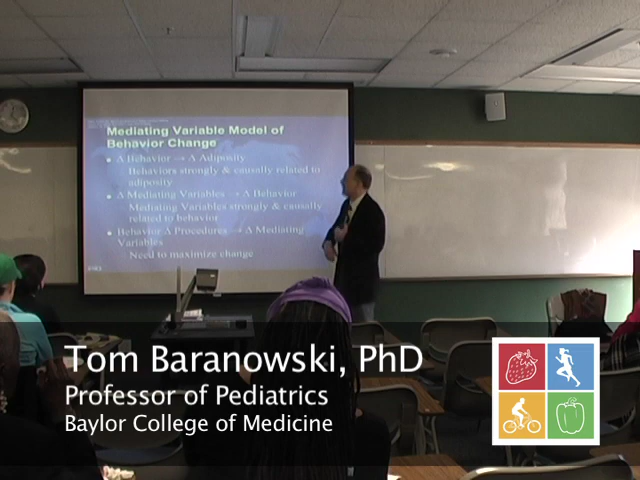 Mediating Variable Model of
Behavior Change
Δ Behavior → Δ Adiposity
Behaviors strongly & causally related to
adiposity
Δ Mediating Variables → Δ Behavior
Mediating Variables strongly & causally
related to behavior
Behavior Δ Procedures → Δ Mediating
Variables
Need to maximize change
Tom Baranowski, PhD
Professor of Pediatrics
Baylor College of Medicine